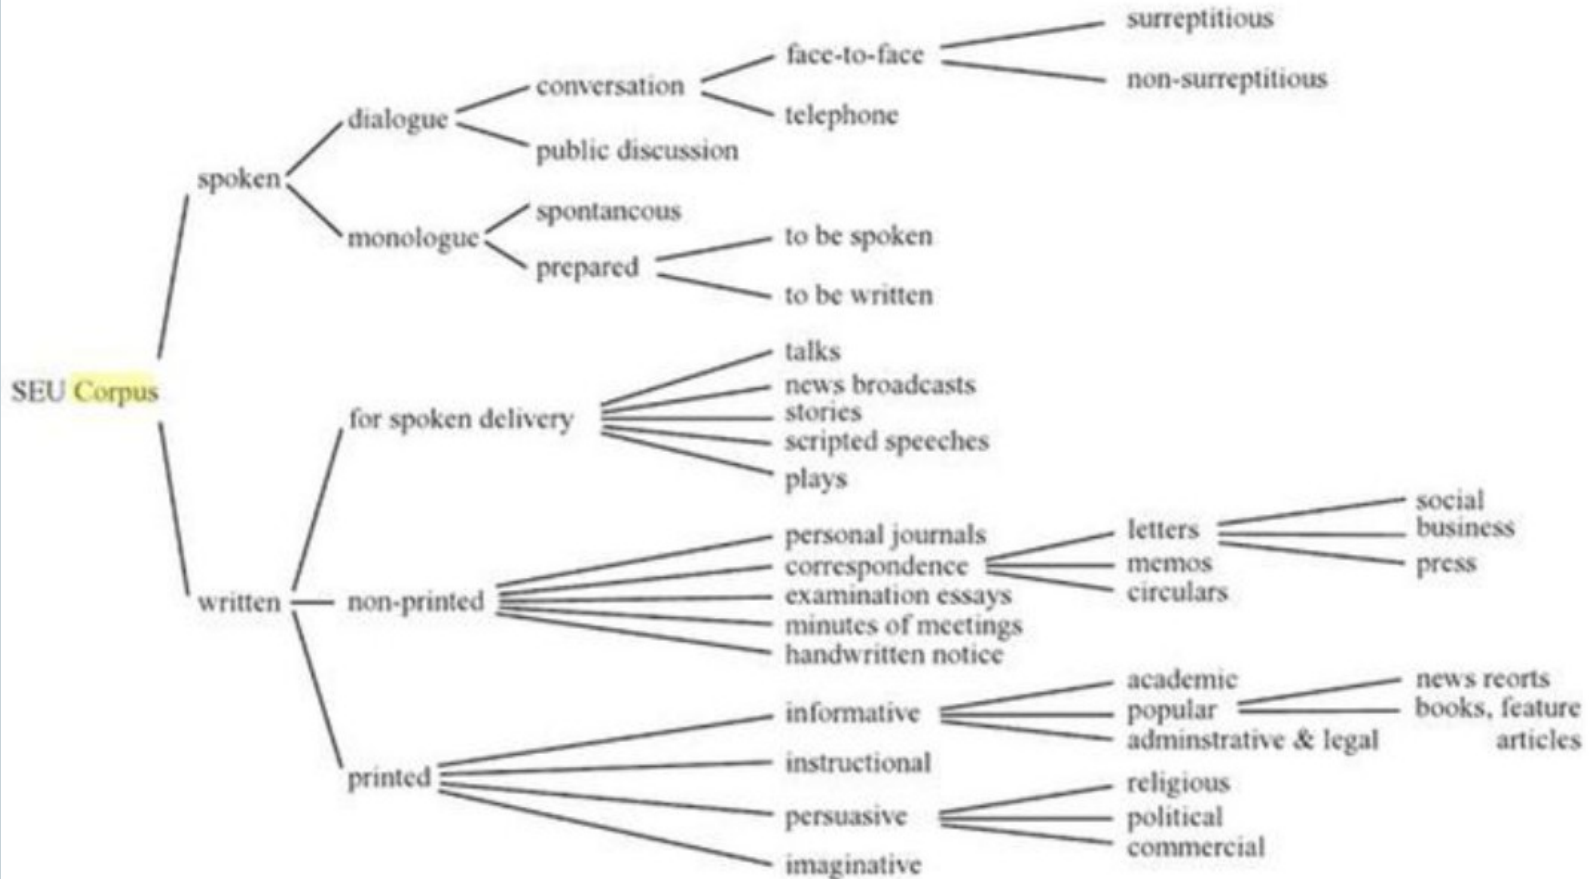 surreptitious
face-to-face
non-surreptitious
conversation
telephone
dialogue
public discussion
spoken
spontancous
monologue
to be spoken
prepared
to be written
talks
SEU Corpus
news broadcasts
for spoken delivery
stories
scripted speeches
plays
social
personal journals
letters
business
correspondence
memos
press
written
non-printed
examination essays
circulars
minutes of meetings
handwritten notice
academic
news reorts
informative
popular
books, feature
adminstrative & legal
articles
printed
instructional
religious
persuasive
political
commercial
imaginative